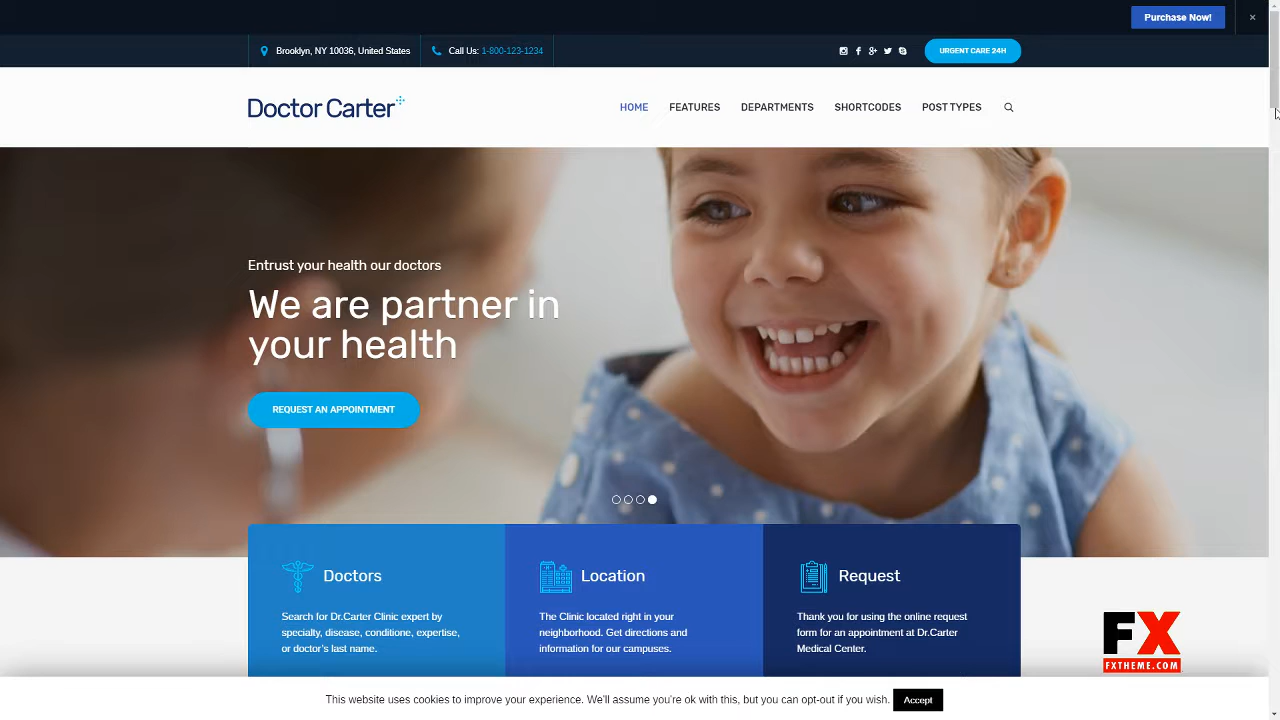 Purchase Now!
×
Brooklyn, NY 10036, United States
Call Us: 1-800-123-1234
URGENT CARE 24H
Doctor Carter
HOME
FEATURES
DEPARTMENTS
SHORTCODES
POST TYPES
Entrust your health our doctors
We are partner in
your health
REQUEST AN APPOINTMENT
Doctors
Search for Dr.Carter Clinic expert by
specialty, disease, conditione, expertise,
or doctor's last name.
Location
The Clinic located right in your
neighborhood. Get directions and
information for our campuses.
Request
Thank you for using the online request
form for an appointment at Dr.Carter
Medical Center.
FX
FXTHEME.COM
This website uses cookies to improve your experience. We'll assume you're ok with this, but you can opt-out if you wish.
Accept